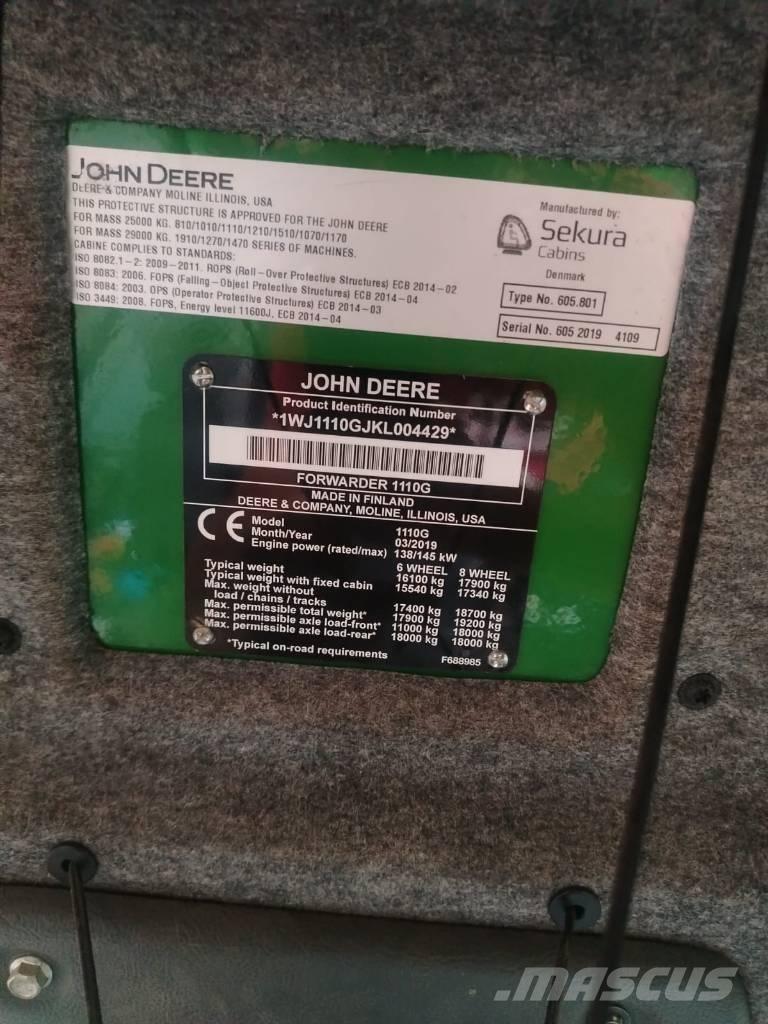 JOHN DEERE
DEERE & COMPANY MOLINE ILLINOIS, USA
THIS PROTECTIVE STRUCTURE IS APPROVED FOR THE JOHN DEERE
FOR MASS 25000 KG. 810/1010/1110/1210/1510/1070/1170
FOR MASS 29000 KG. 1910/1270/1470 SERIES OF MACHINES.
CABINE COMPLIES TO STANDARDS:
ISO 8082.1-2: 2009-2011. ROPS (Roll-Over Protective Structures) ECB 2014-02
ISO 8083: 2006. FOPS (Falling-Object Protective Structures) ECB 2014-04
ISO 8084: 2003. OPS (Operator Protective Structures) ECB 2014-03
ISO 3449: 2008. FOPS, Energy level 11600J, ECB 2014-04
Manufactured by:
Sekura
Cabins
Denmark
Type No. 605.801
Serial No. 605 2019 4109
JOHN DEERE
Product Identification Number
*1WJ1110GJKL004429*
FORWARDER 1110G
MADE IN FINLAND
DEERE & COMPANY, MOLINE, ILLINOIS, USA
CE
Model 1110G
Month/Year 03/2019
Engine power (rated/max) 138/145 kW
6 WHEEL 8 WHEEL
Typical weight 16100 kg 17900 kg
Typical weight with fixed cabin 15540 kg 17340 kg
Max. weight without
load / chains / tracks 17400 kg 18700 kg
Max. permissible total weight* 17900 kg 19200 kg
Max. permissible axle load-front* 11000 kg 18000 kg
Max. permissible axle load-rear* 18000 kg 18000 kg
*Typical on-road requirements F688985
MASCUS